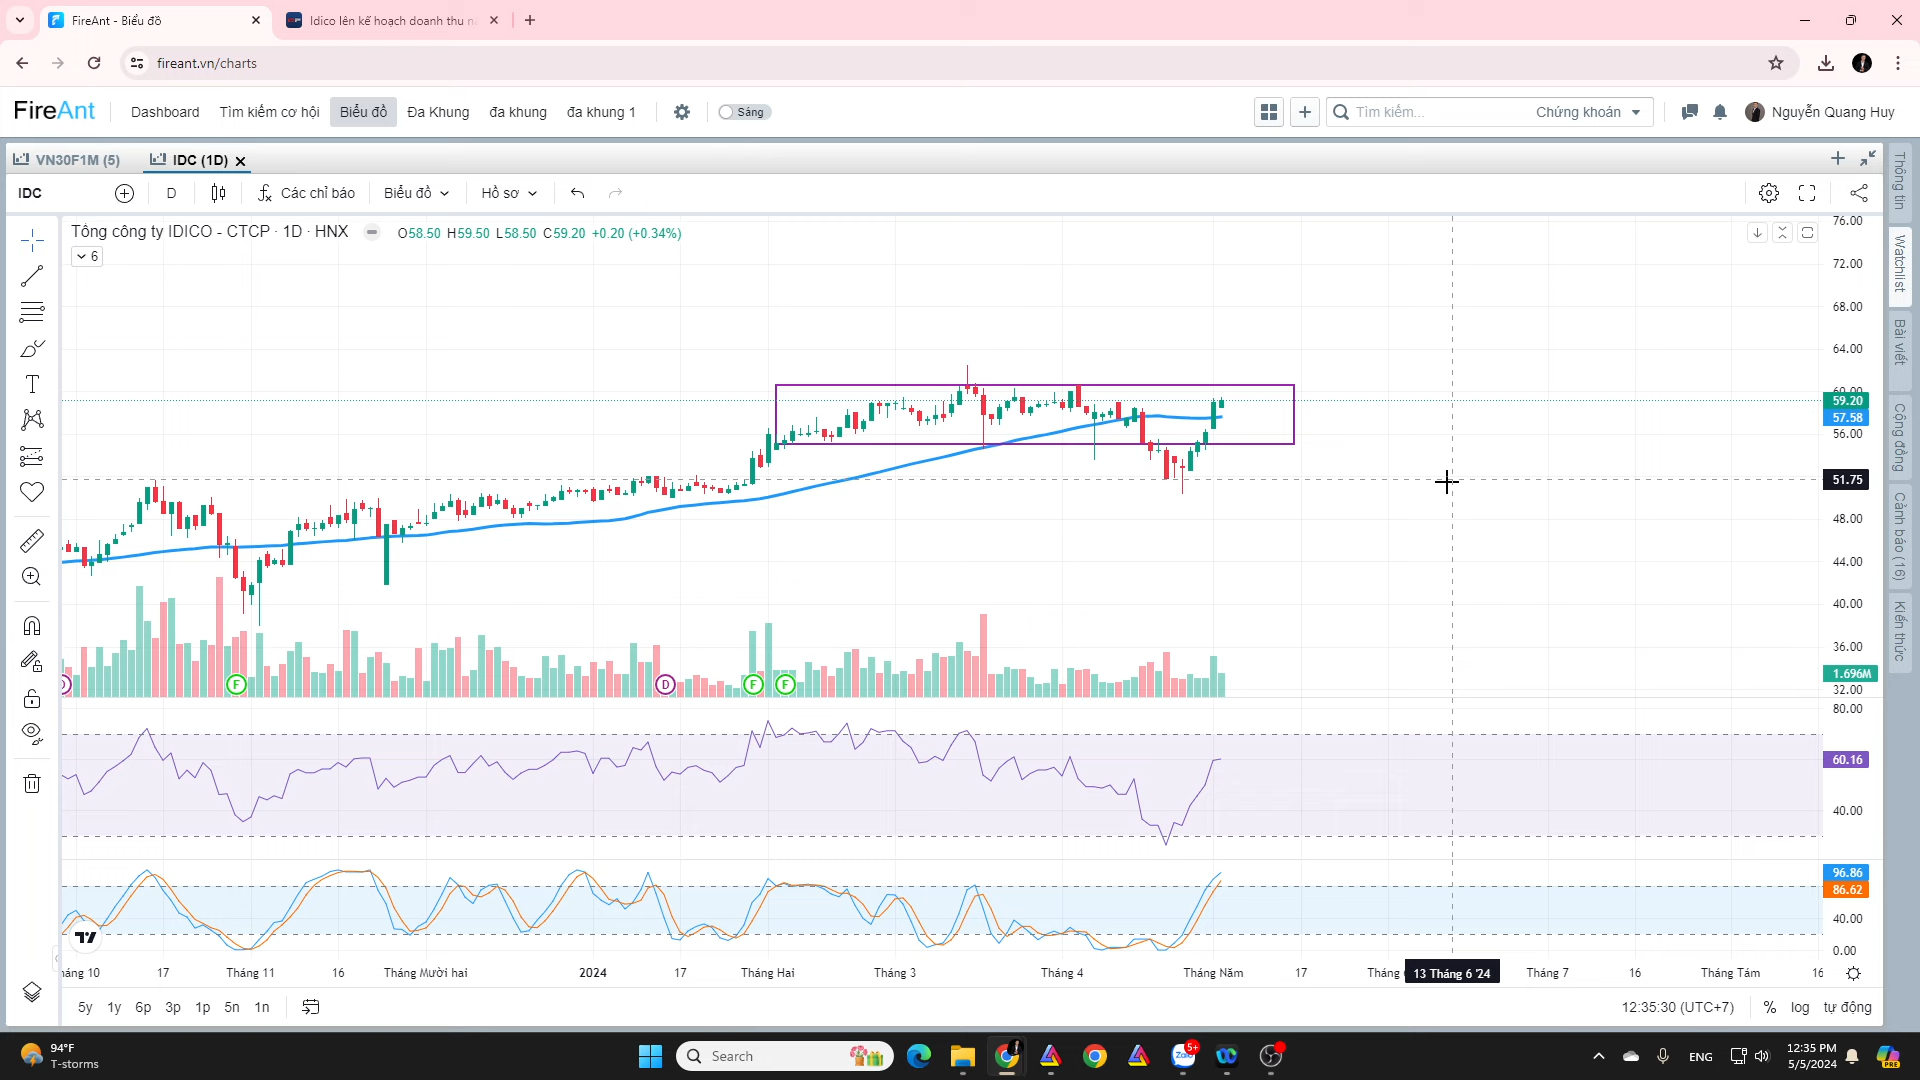 FireAnt - Biểu đồ
Idico lên kế hoạch doanh thu n
fireant.vn/charts
FireAnt
Dashboard
Tìm kiếm cơ hội
Biểu đồ
Đa Khung
đa khung
đa khung 1
Sáng
Tìm kiếm...
Chứng khoán
Nguyễn Quang Huy
VN30F1M (5)
IDC (1D)
IDC
D
Các chỉ báo
Biểu đồ
Hồ sơ
Tổng công ty IDICO - CTCP · 1D · HNX
O58.50 H59.50 L58.50 C59.20 +0.20 (+0.34%)
6
76.00
72.00
68.00
64.00
60.00
59.20
57.58
56.00
51.75
48.00
44.00
40.00
36.00
1.696M
32.00
D
F
D
F
F
80.00
60.16
40.00
96.86
86.62
40.00
0.00
háng 10
17
Tháng 11
16
Tháng Mười hai
2024
17
Tháng Hai
Tháng 3
Tháng 4
Tháng Năm
17
Tháng
13 Tháng 6 '24
Tháng 7
16
Tháng Tám
16
5y
1y
6p
3p
1p
5n
1n
12:35:30 (UTC+7)
%
log
tự động
Thông tin
Watchlist
Bài viết
Cộng đồng
Cảnh báo (16)
Kiến thức
94°F
T-storms
Search
Zalo
5+
ENG
12:35 PM
5/5/2024
PRE